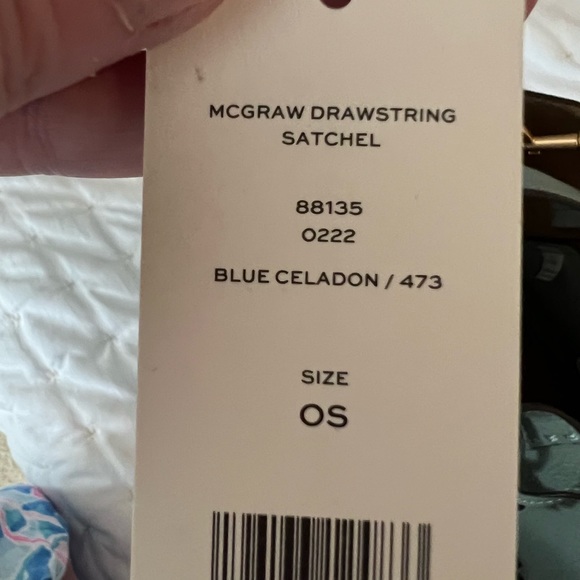 MCGRAW DRAWSTRING
SATCHEL
88135
0222
BLUE CELADON / 473
SIZE
OS